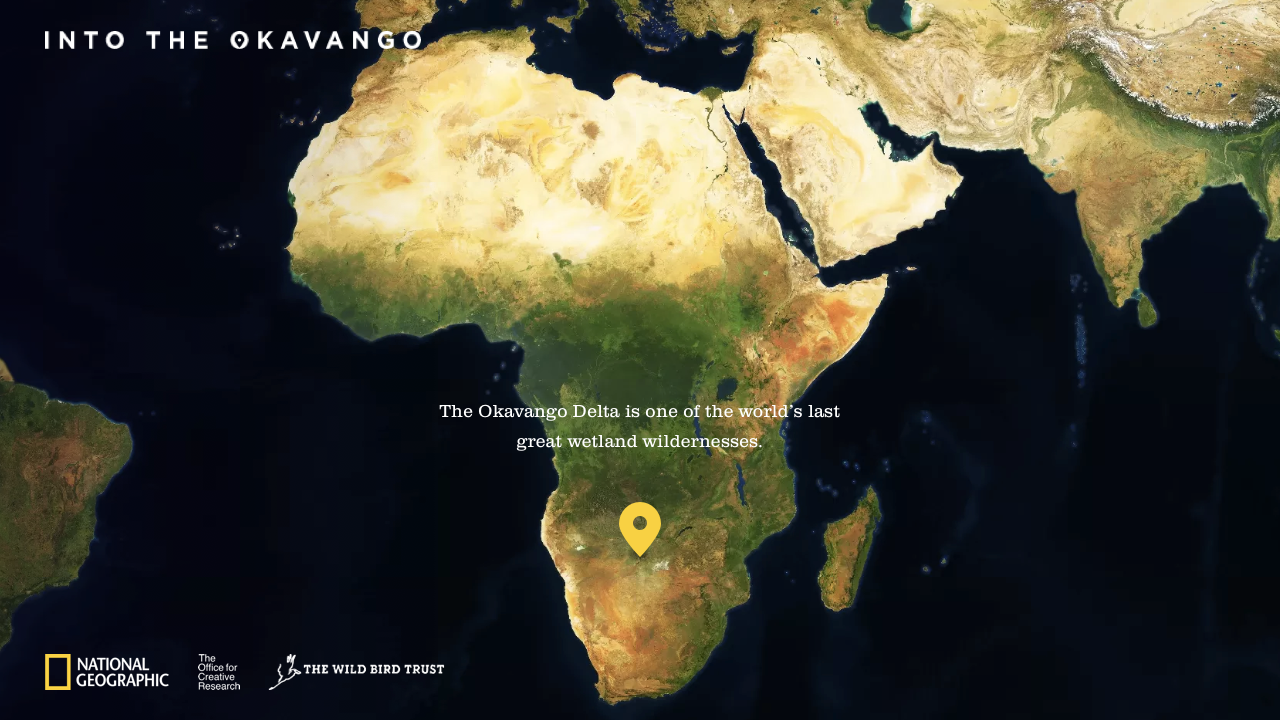 INTO THE OKAVANGO
The Okavango Delta is one of the world's last
great wetland wildernesses.
NATIONAL
GEOGRAPHIC
The
Office for
Creative
Research
THE WILD BIRD TRUST